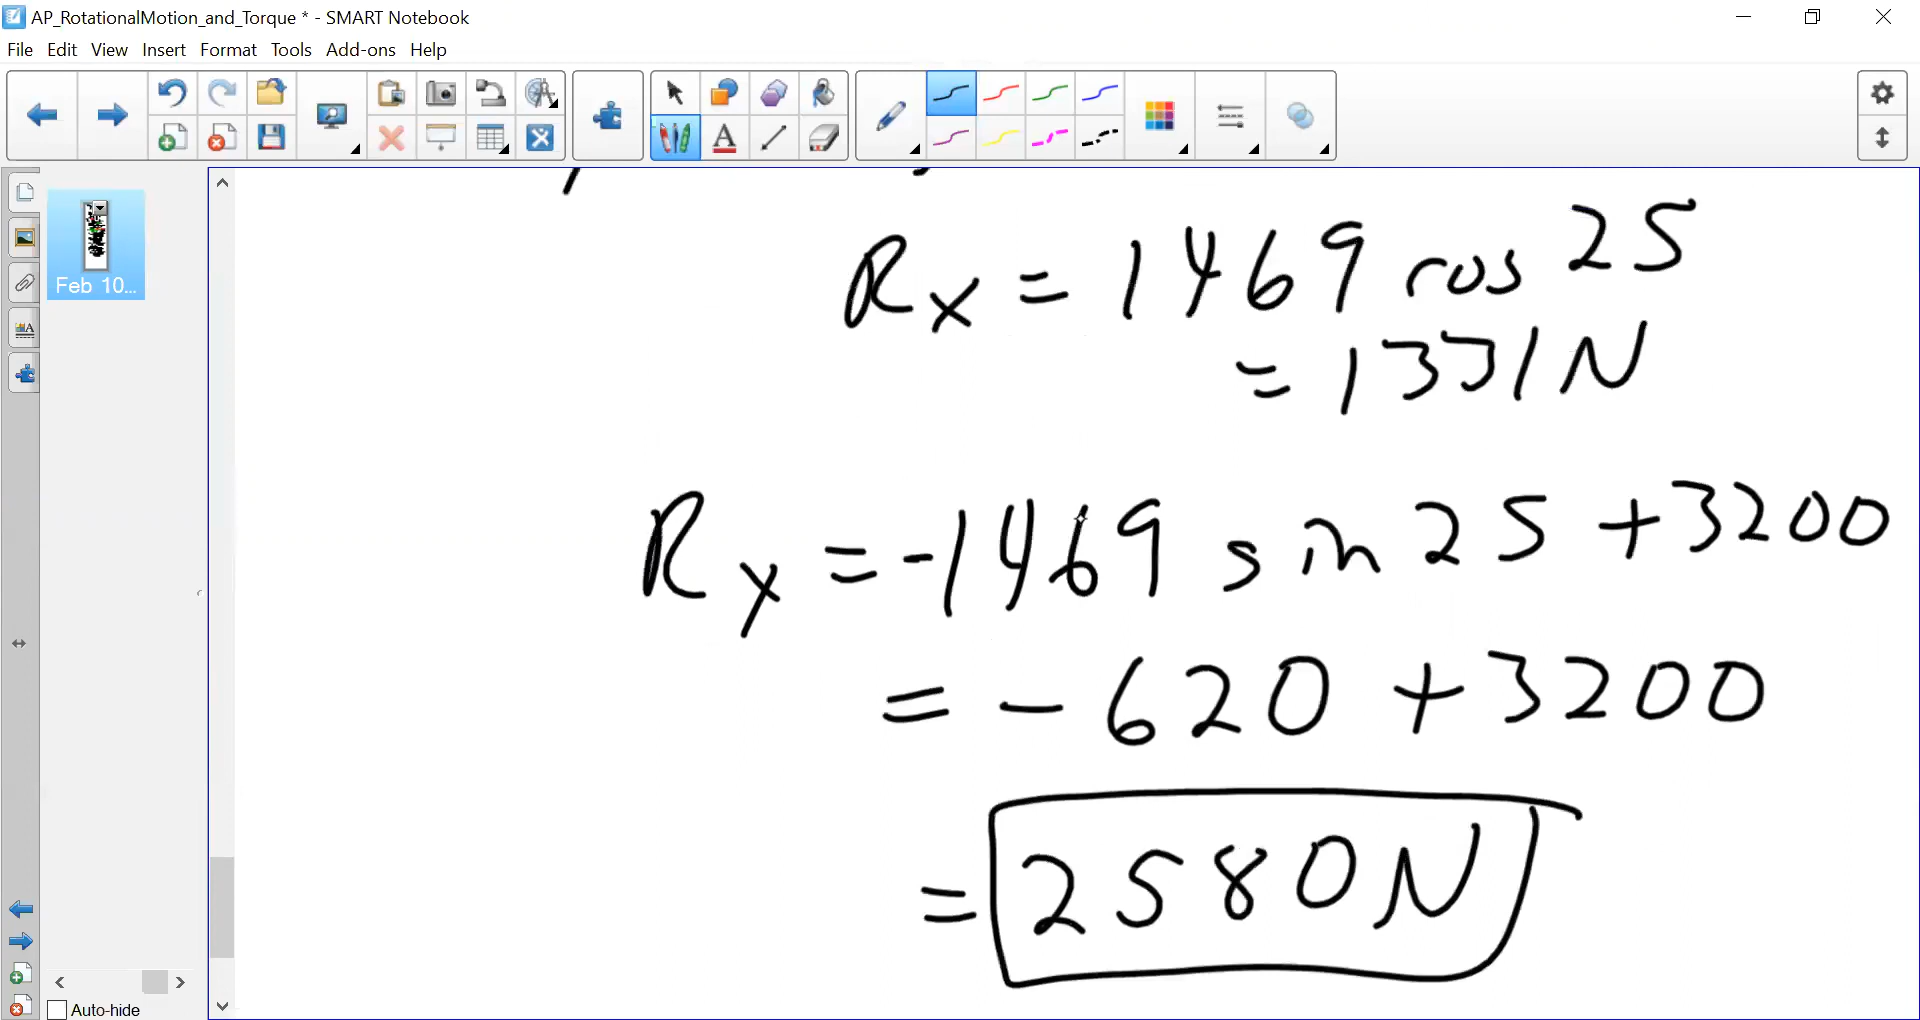 AP_RotationalMotion_and_Torque * - SMART Notebook
File Edit View Insert Format Tools Add-ons Help
Feb 10...
Rx = 1469 cos 25
= 1331 N
Ry = -1469 sin 25 + 3200
= - 620 + 3200
= 2580 N
Auto-hide